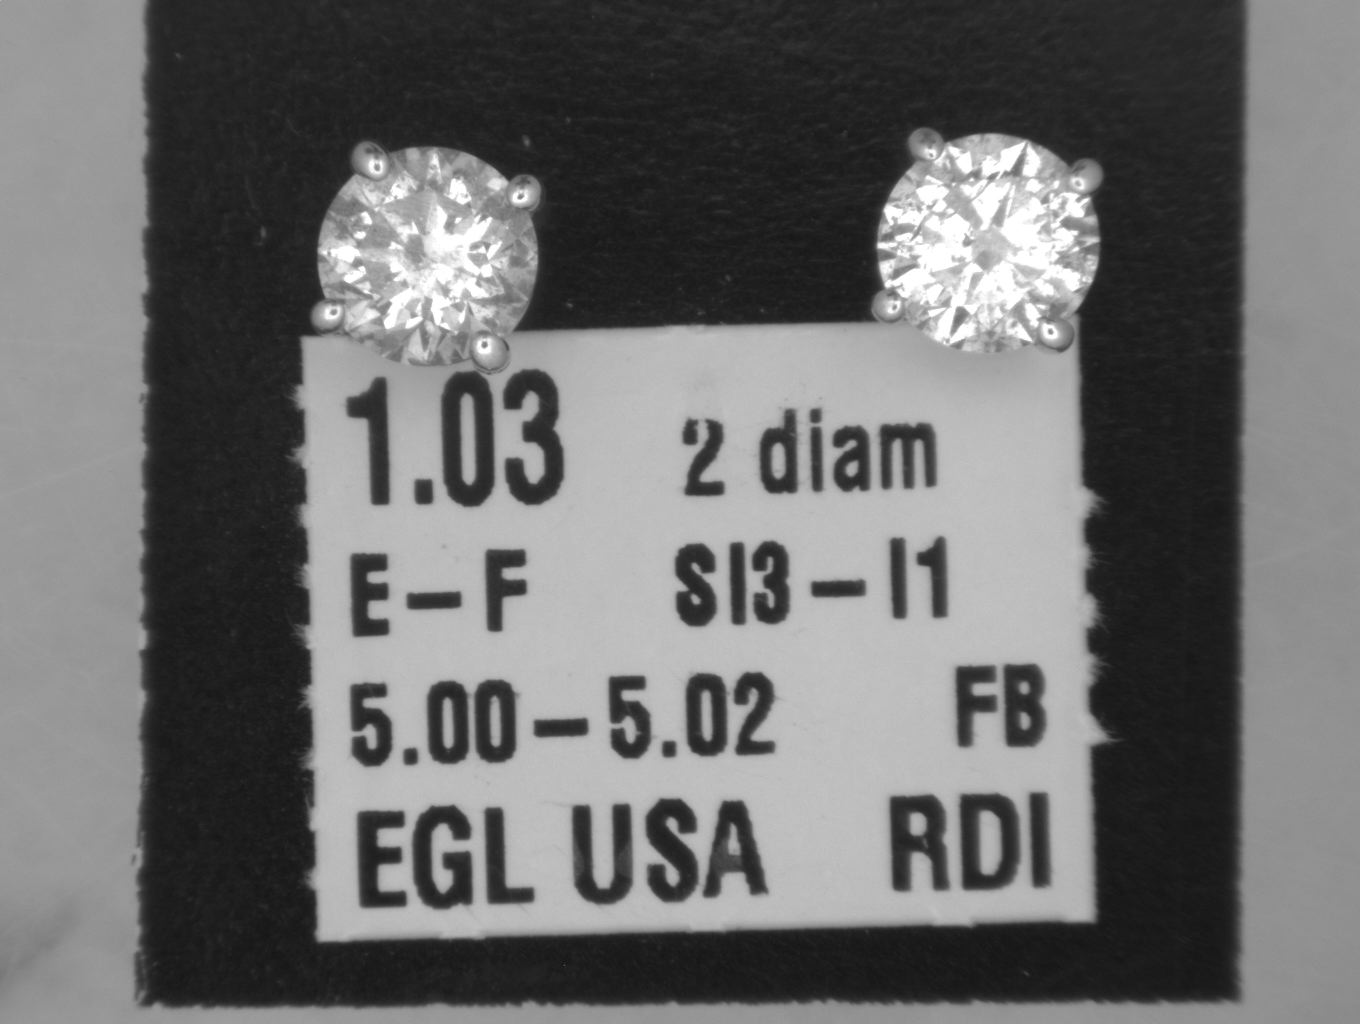 1.03 2 diam
E-F SI3-I1
5.00-5.02 FB
EGL USA RDI